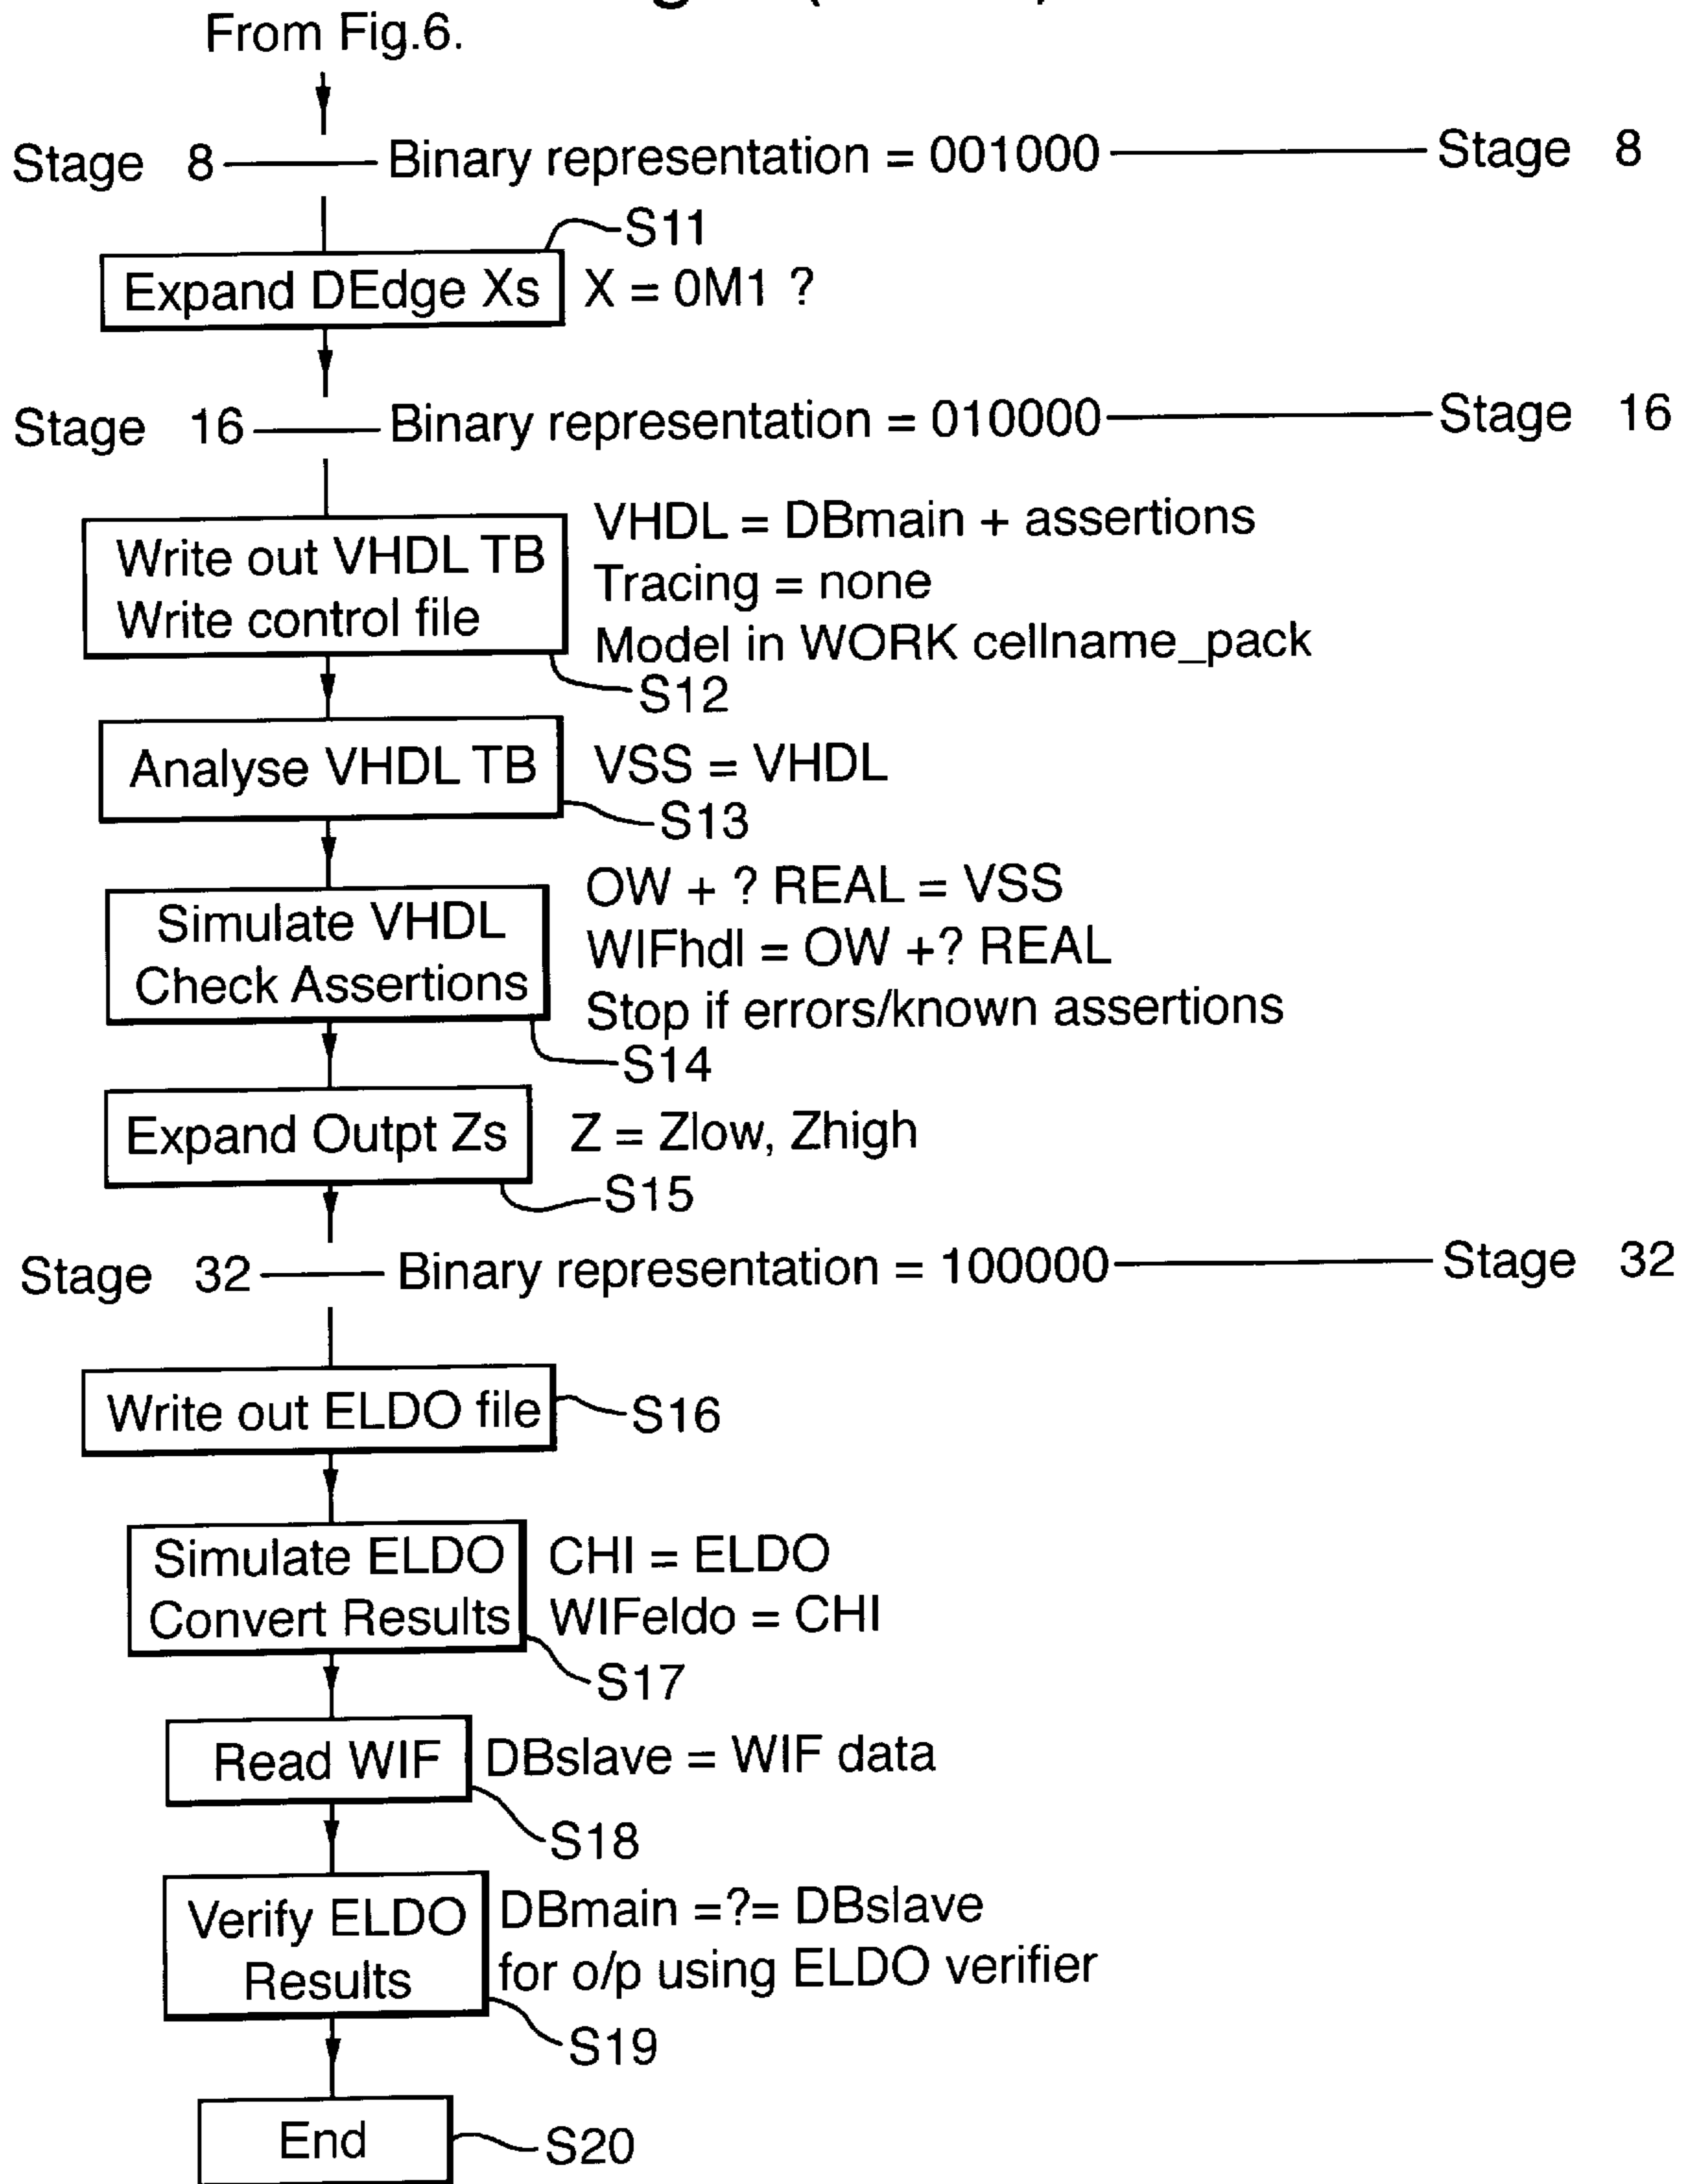 From Fig.6.
Stage 8 Binary representation = 001000 Stage 8
S11
Expand DEdge Xs X = 0M1 ?
Stage 16 Binary representation = 010000 Stage 16
Write out VHDL TB
Write control file
VHDL = DBmain + assertions
Tracing = none
Model in WORK cellname_pack
S12
Analyse VHDL TB VSS = VHDL
S13
Simulate VHDL
Check Assertions
OW + ? REAL = VSS
WIFhdl = OW +? REAL
Stop if errors/known assertions
S14
Expand Outpt Zs Z = Zlow, Zhigh
S15
Stage 32 Binary representation = 100000 Stage 32
Write out ELDO file S16
Simulate ELDO
Convert Results
CHI = ELDO
WIFeldo = CHI
S17
Read WIF DBslave = WIF data
S18
Verify ELDO
Results
DBmain =?= DBslave
for o/p using ELDO verifier
S19
End S20